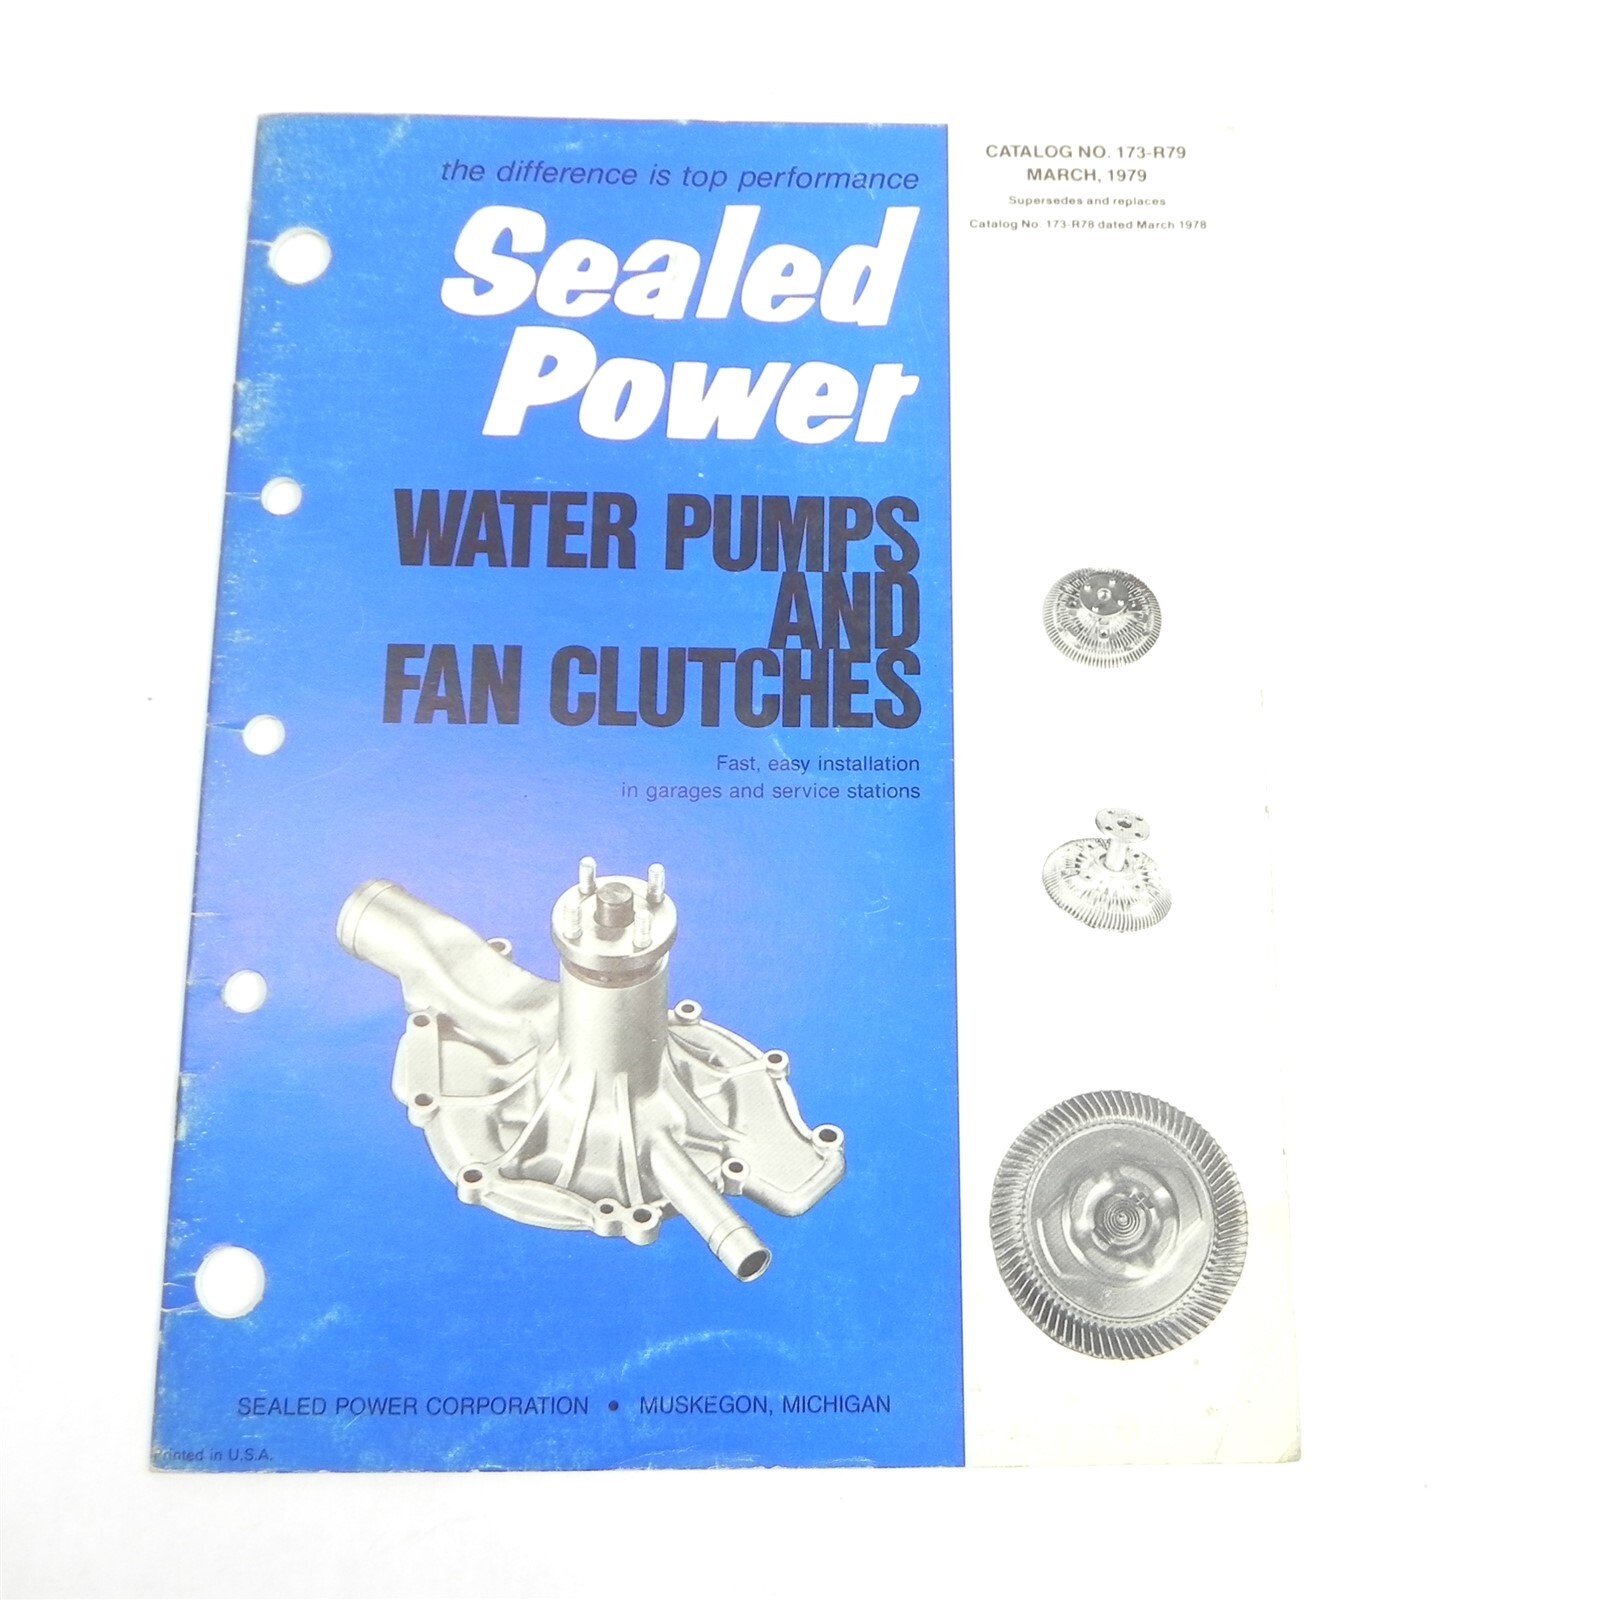 the difference is top performance
Sealed
Power
WATER PUMPS
AND
FAN CLUTCHES
Fast, easy installation
in garages and service stations
SEALED POWER CORPORATION • MUSKEGON, MICHIGAN
Printed in U.S.A.
CATALOG NO. 173-R79
MARCH, 1979
Supersedes and replaces
Catalog No. 173-R78 dated March 1978